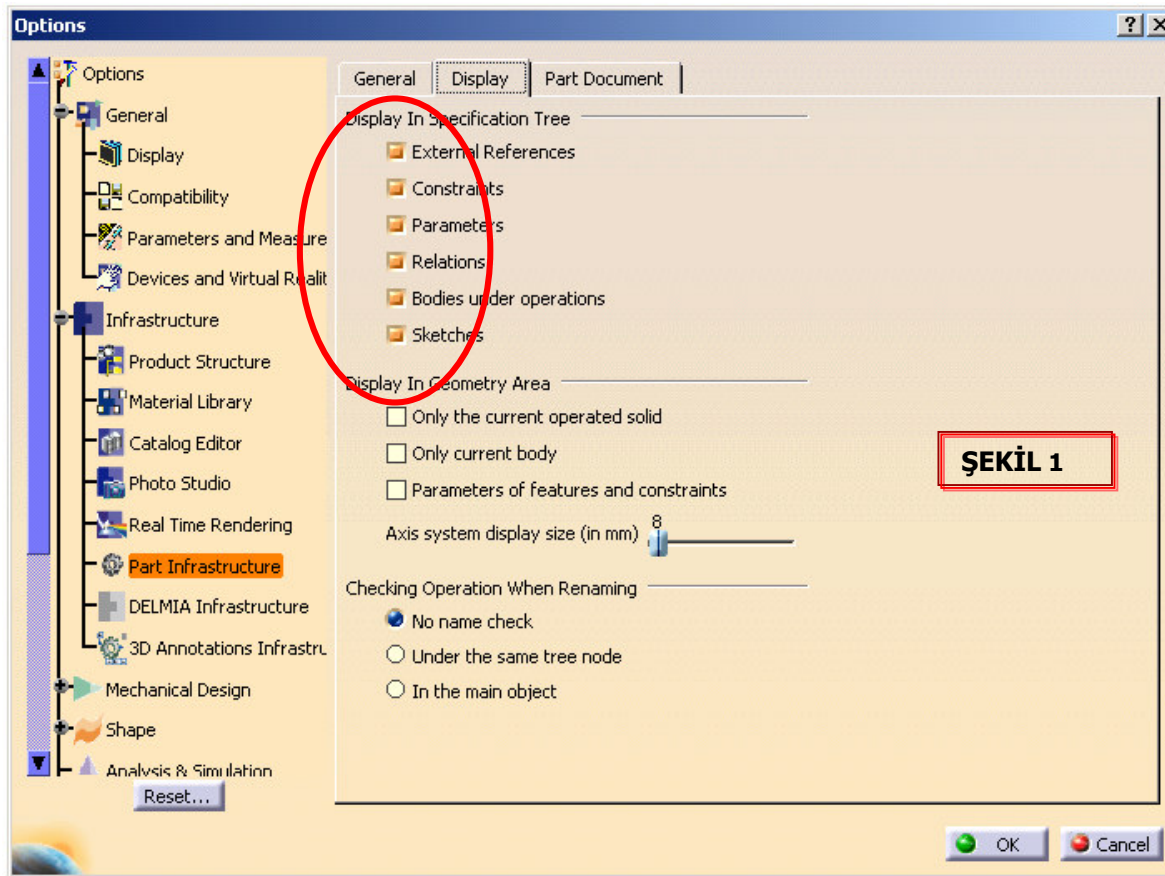 Options
Options
General
Display
Compatibility
Parameters and Measure
Devices and Virtual Realit
Infrastructure
Product Structure
Material Library
Catalog Editor
Photo Studio
Real Time Rendering
Part Infrastructure
DELMIA Infrastructure
3D Annotations Infrastru
Mechanical Design
Shape
Analysis & Simulation
Reset...
General Display Part Document
Display In Specification Tree
External References
Constraints
Parameters
Relations
Bodies under operations
Sketches
Display In Geometry Area
Only the current operated solid
Only current body
Parameters of features and constraints
8
Axis system display size (in mm)
Checking Operation When Renaming
No name check
Under the same tree node
In the main object
ŞEKİL 1
OK Cancel